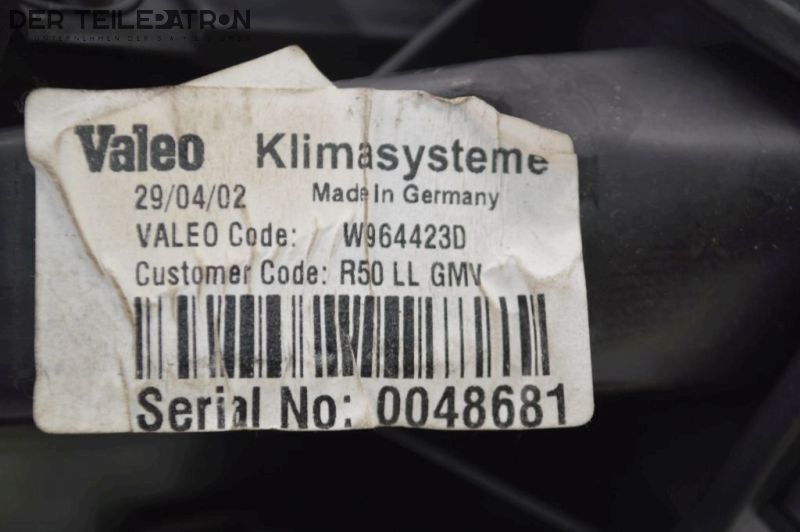 DER TEILEPATRON
Valeo Klimasysteme
29/04/02 Made In Germany
VALEO Code: W964423D
Customer Code: R50 LL GMV
Serial No: 0048681